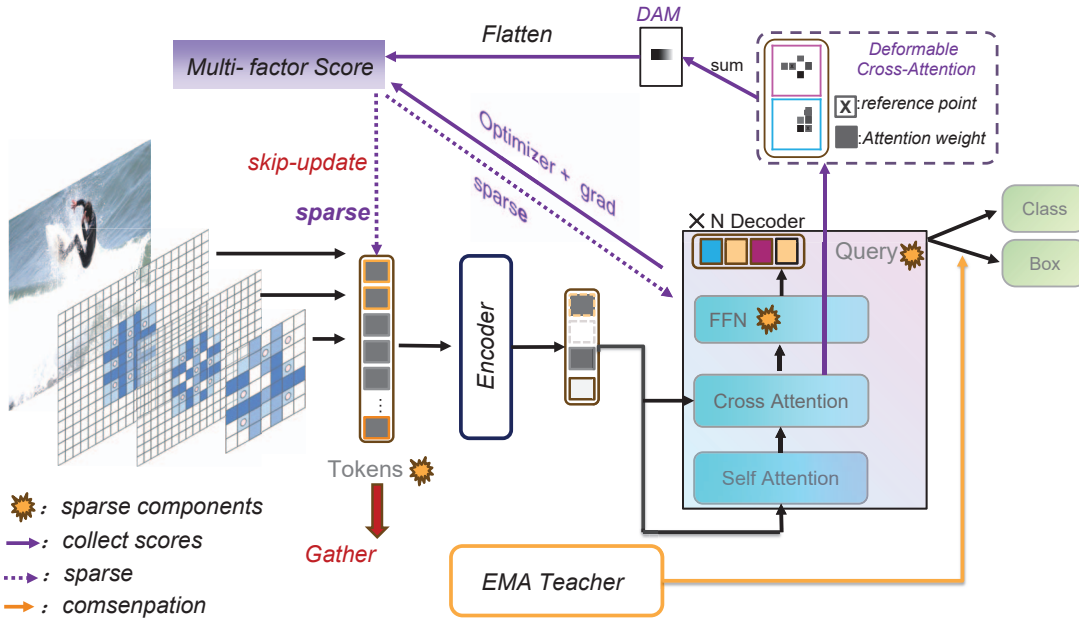 DAM
Flatten
Multi- factor Score
sum
Deformable
Cross-Attention
X :reference point
:Attention weight
skip-update
sparse
Optimizer + grad
sparse
× N Decoder
Query
Class
Box
FFN
Encoder
Cross Attention
Self Attention
...
Tokens
Gather
EMA Teacher
: sparse components
: collect scores
: sparse
: comsenpation